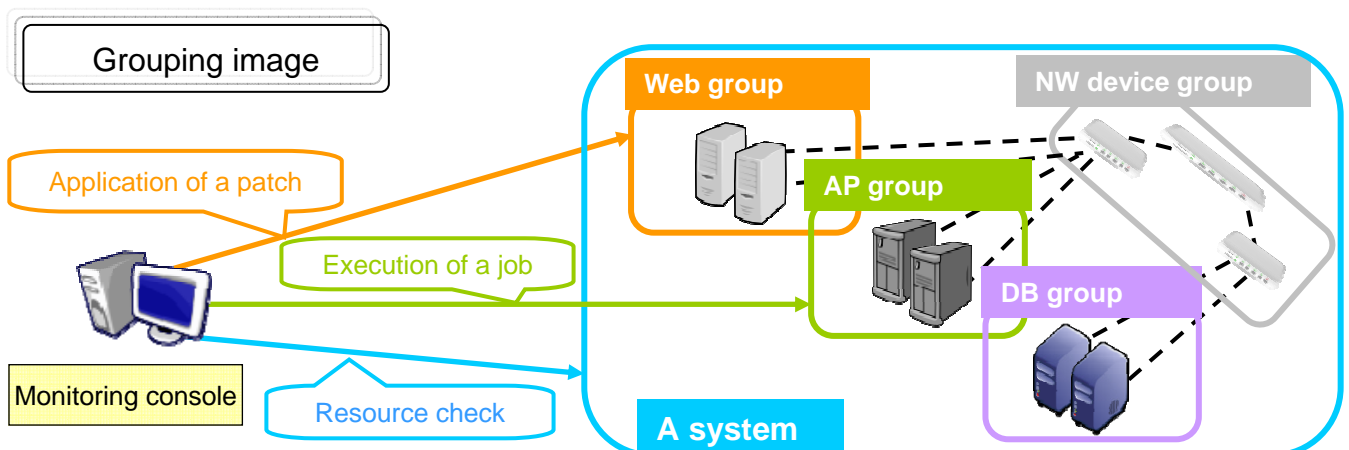 Grouping image
Web group
NW device group
Application of a patch
AP group
Execution of a job
DB group
Monitoring console
Resource check
A system